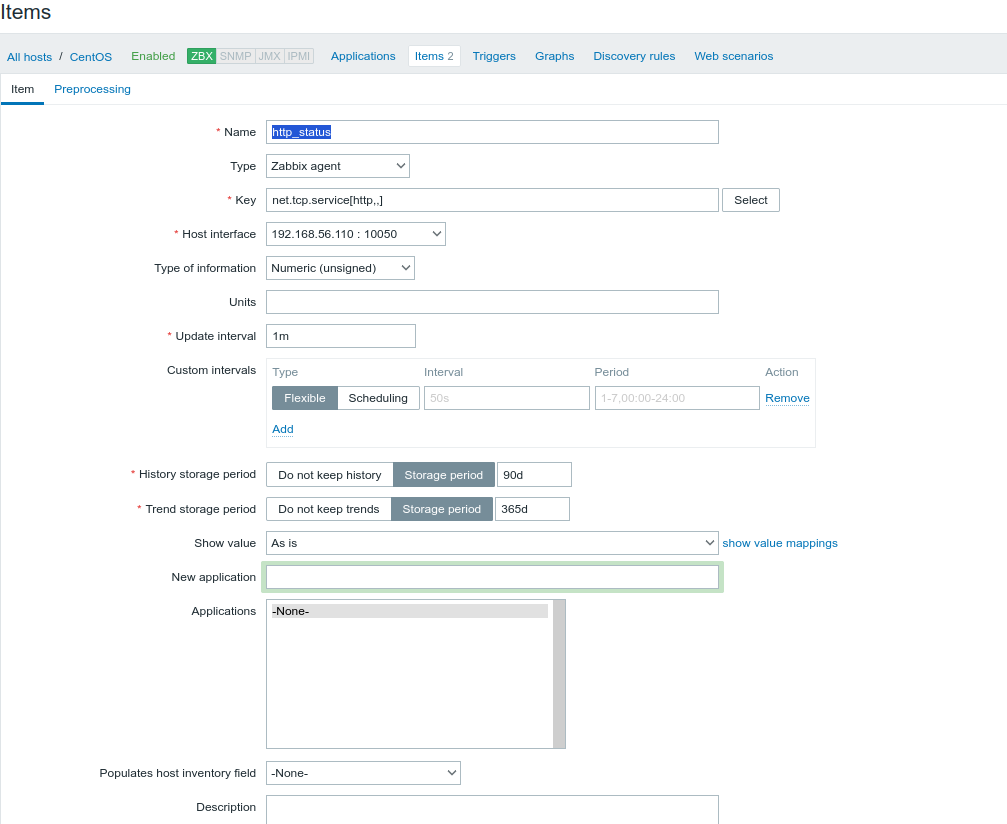 Items
All hosts / CentOS Enabled ZBX SNMP JMX IPMI Applications Items 2 Triggers Graphs Discovery rules Web scenarios
Item Preprocessing
* Name http_status
Type Zabbix agent
* Key net.tcp.service[http,,] Select
* Host interface 192.168.56.110 : 10050
Type of information Numeric (unsigned)
Units
* Update interval 1m
Custom intervals Type Interval Period Action
Flexible Scheduling 50s 1-7,00:00-24:00 Remove
Add
* History storage period Do not keep history Storage period 90d
* Trend storage period Do not keep trends Storage period 365d
Show value As is show value mappings
New application
Applications -None-
Populates host inventory field -None-
Description